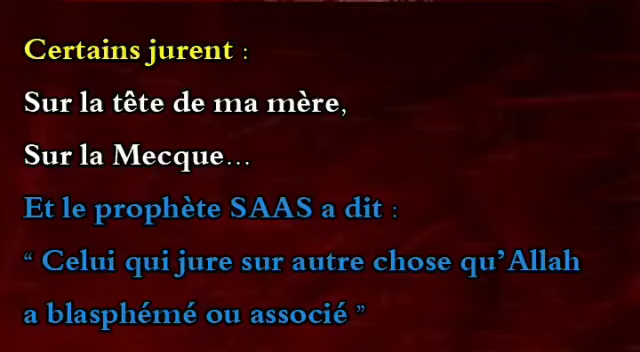 Certains jurent :
Sur la tête de ma mère,
Sur la Mecque...
Et le prophète SAAS a dit :
“ Celui qui jure sur autre chose qu’Allah
a blasphémé ou associé ”